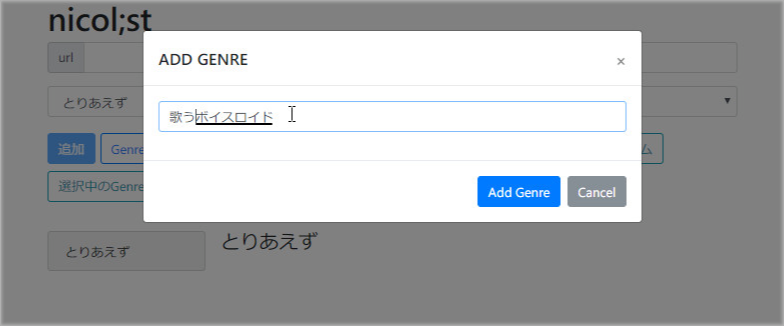 nicol;st
url
ADD GENRE
×
とりあえず
歌うボイスロイド
追加
Genre
ム
選択中のGenre
Add Genre
Cancel
とりあえず
とりあえず